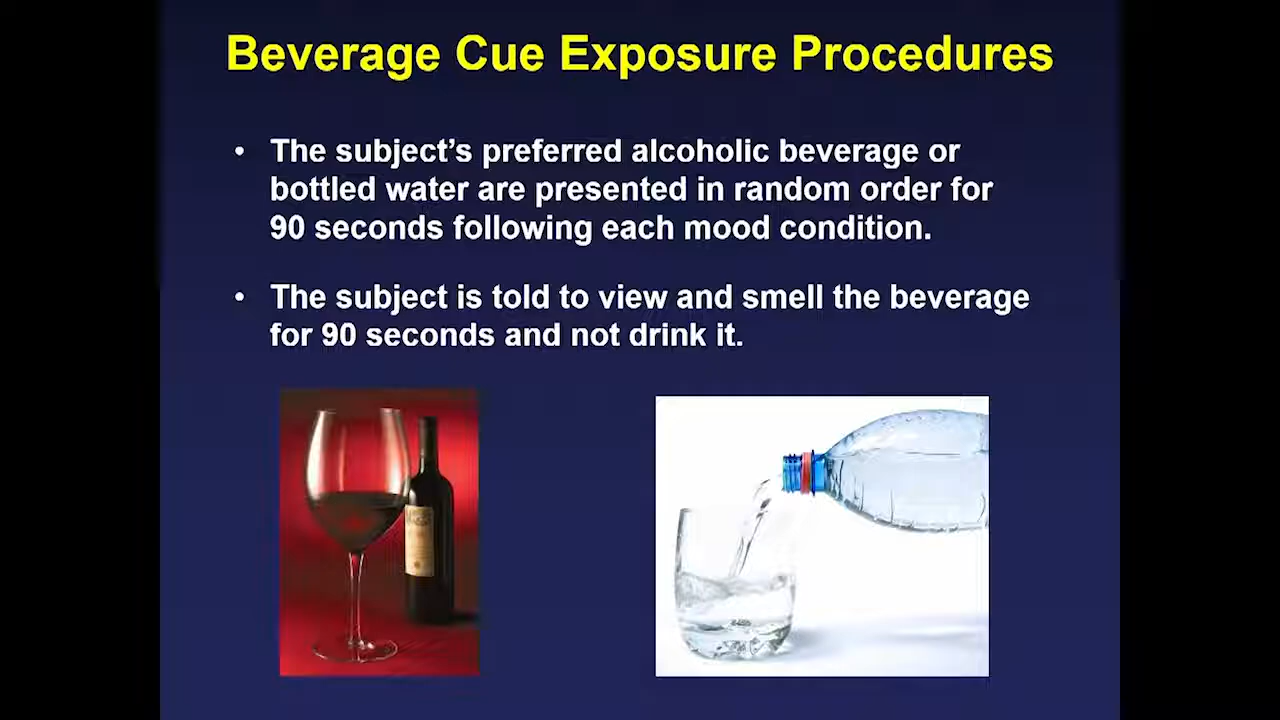 Beverage Cue Exposure Procedures
• The subject’s preferred alcoholic beverage or
bottled water are presented in random order for
90 seconds following each mood condition.
• The subject is told to view and smell the beverage
for 90 seconds and not drink it.